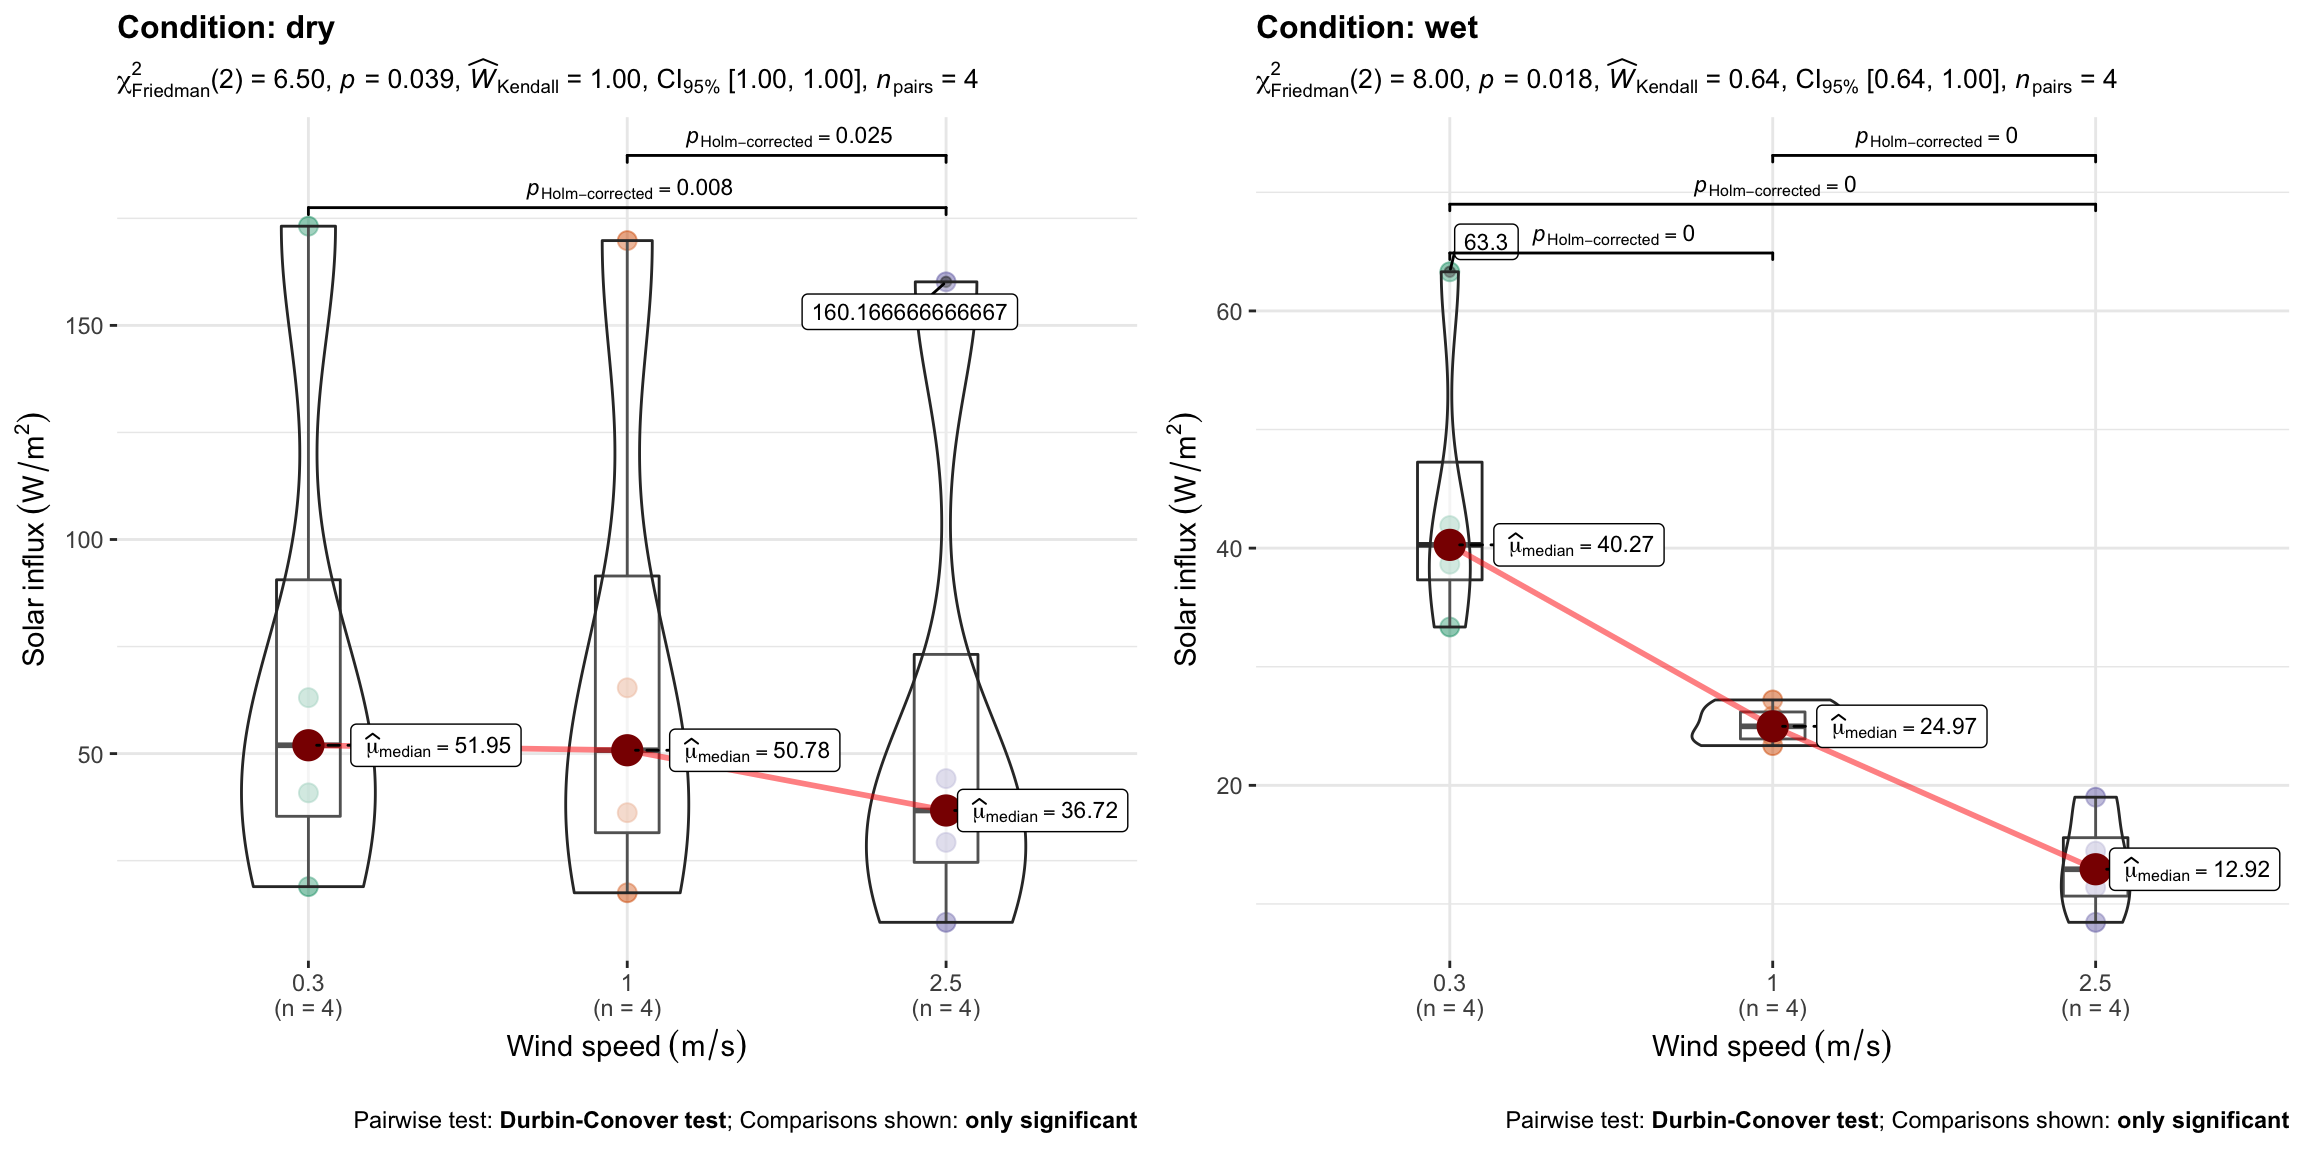 Condition: dry
χ²Friedman(2) = 6.50, p = 0.039, ŴKendall = 1.00, CI95% [1.00, 1.00], npairs = 4
pHolm−corrected = 0.025
pHolm−corrected = 0.008
160.166666666667
μ̂median = 51.95
μ̂median = 50.78
μ̂median = 36.72
150
100
50
Solar influx (W/m²)
0.3
(n = 4)
1
(n = 4)
2.5
(n = 4)
Wind speed (m/s)
Pairwise test: Durbin-Conover test; Comparisons shown: only significant
Condition: wet
χ²Friedman(2) = 8.00, p = 0.018, ŴKendall = 0.64, CI95% [0.64, 1.00], npairs = 4
pHolm−corrected = 0
pHolm−corrected = 0
pHolm−corrected = 0
63.3
μ̂median = 40.27
μ̂median = 24.97
μ̂median = 12.92
60
40
20
Solar influx (W/m²)
0.3
(n = 4)
1
(n = 4)
2.5
(n = 4)
Wind speed (m/s)
Pairwise test: Durbin-Conover test; Comparisons shown: only significant